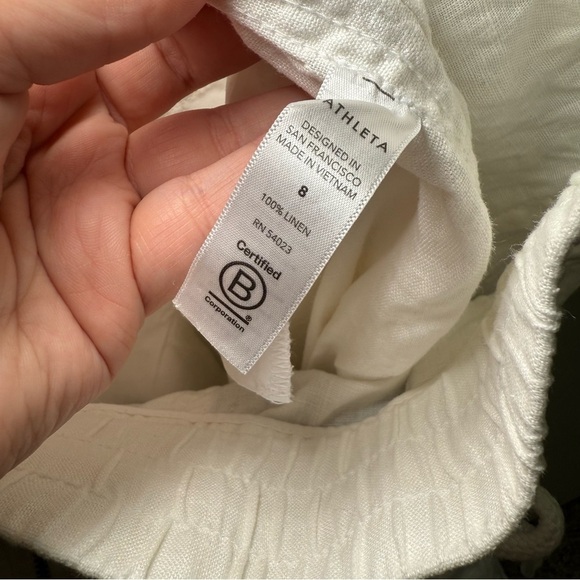 ATHLETA
DESIGNED IN
SAN FRANCISCO
MADE IN VIETNAM
8
100% LINEN
RN 54023
Certified
B
®
Corporation